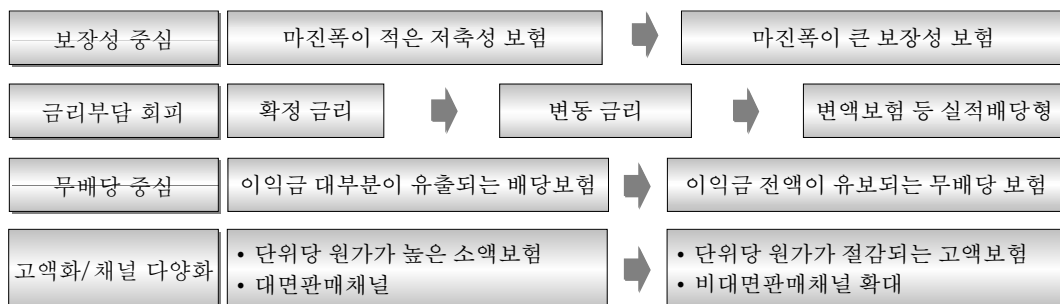 보장성 중심 마진폭이 적은 저축성 보험 마진폭이 큰 보장성 보험
금리부담 회피 확정 금리 변동 금리 변액보험 등 실적배당형
무배당 중심 이익금 대부분이 유출되는 배당보험 이익금 전액이 유보되는 무배당 보험
고액화/채널 다양화
• 단위당 원가가 높은 소액보험
• 대면판매채널
• 단위당 원가가 절감되는 고액보험
• 비대면판매채널 확대